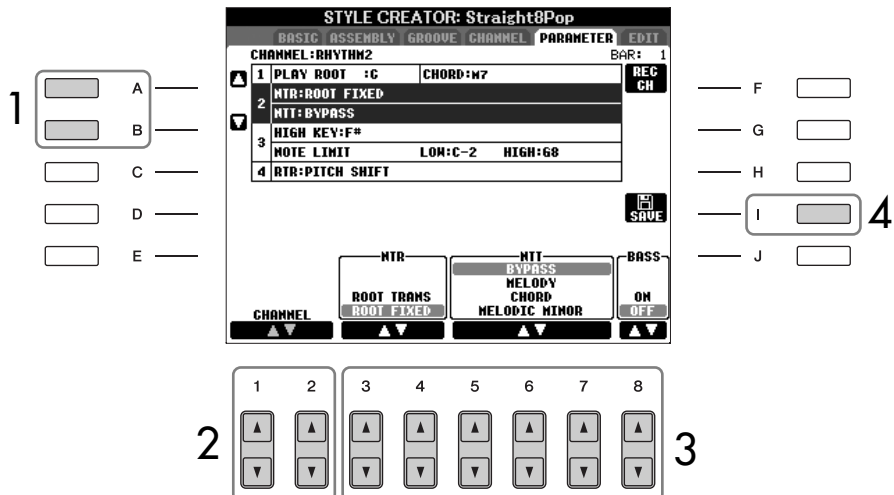 STYLE CREATOR: Straight8Pop
BASIC ASSEMBLY GROOVE CHANNEL PARAMETER EDIT
CHANNEL:RHYTHM2 BAR: 1
1 PLAY ROOT :G CHORD:M7 REC CH
2 NTR:ROOT FIXED
NTT:BYPASS
3 HIGH KEY:F#
NOTE LIMIT LOW:C-2 HIGH:G8
4 RTR:PITCH SHIFT
SAVE
NTR NTT BASS
BYPASS
MELODY
ROOT TRANS CHORD ON
CHANNEL ROOT FIXED MELODIC MINOR OFF
1
A
B
C
D
E
F
G
H
I
J
4
1 2 3 4 5 6 7 8
2 3